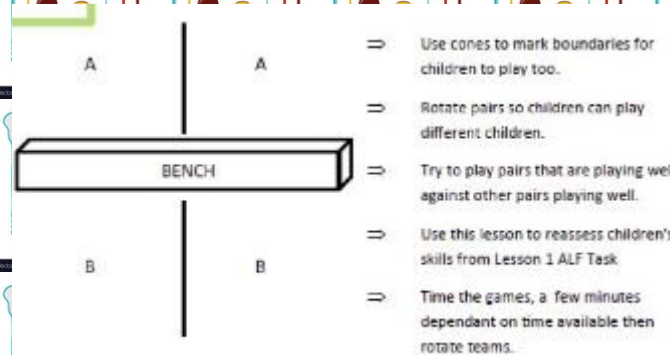 A A
BENCH
B B
⇒ Use cones to mark boundaries for
children to play too.
⇒ Rotate pairs so children can play
different children.
⇒ Try to play pairs that are playing wel
against other pairs playing well.
⇒ Use this lesson to reassess children's
skills from Lesson 1 ALF Task
⇒ Time the games, a few minutes
dependant on time available then
rotate teams.